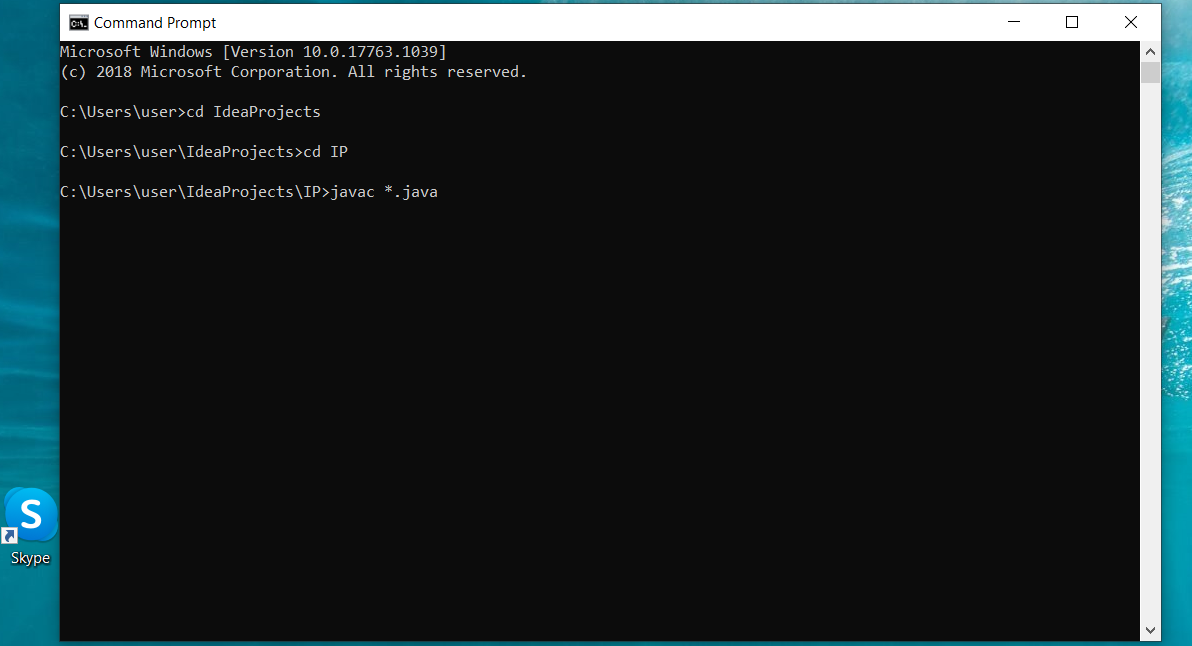 Command Prompt
Microsoft Windows [Version 10.0.17763.1039]
(c) 2018 Microsoft Corporation. All rights reserved.
C:\Users\user>cd IdeaProjects
C:\Users\user\IdeaProjects>cd IP
C:\Users\user\IdeaProjects\IP>javac *.java
S
Skype